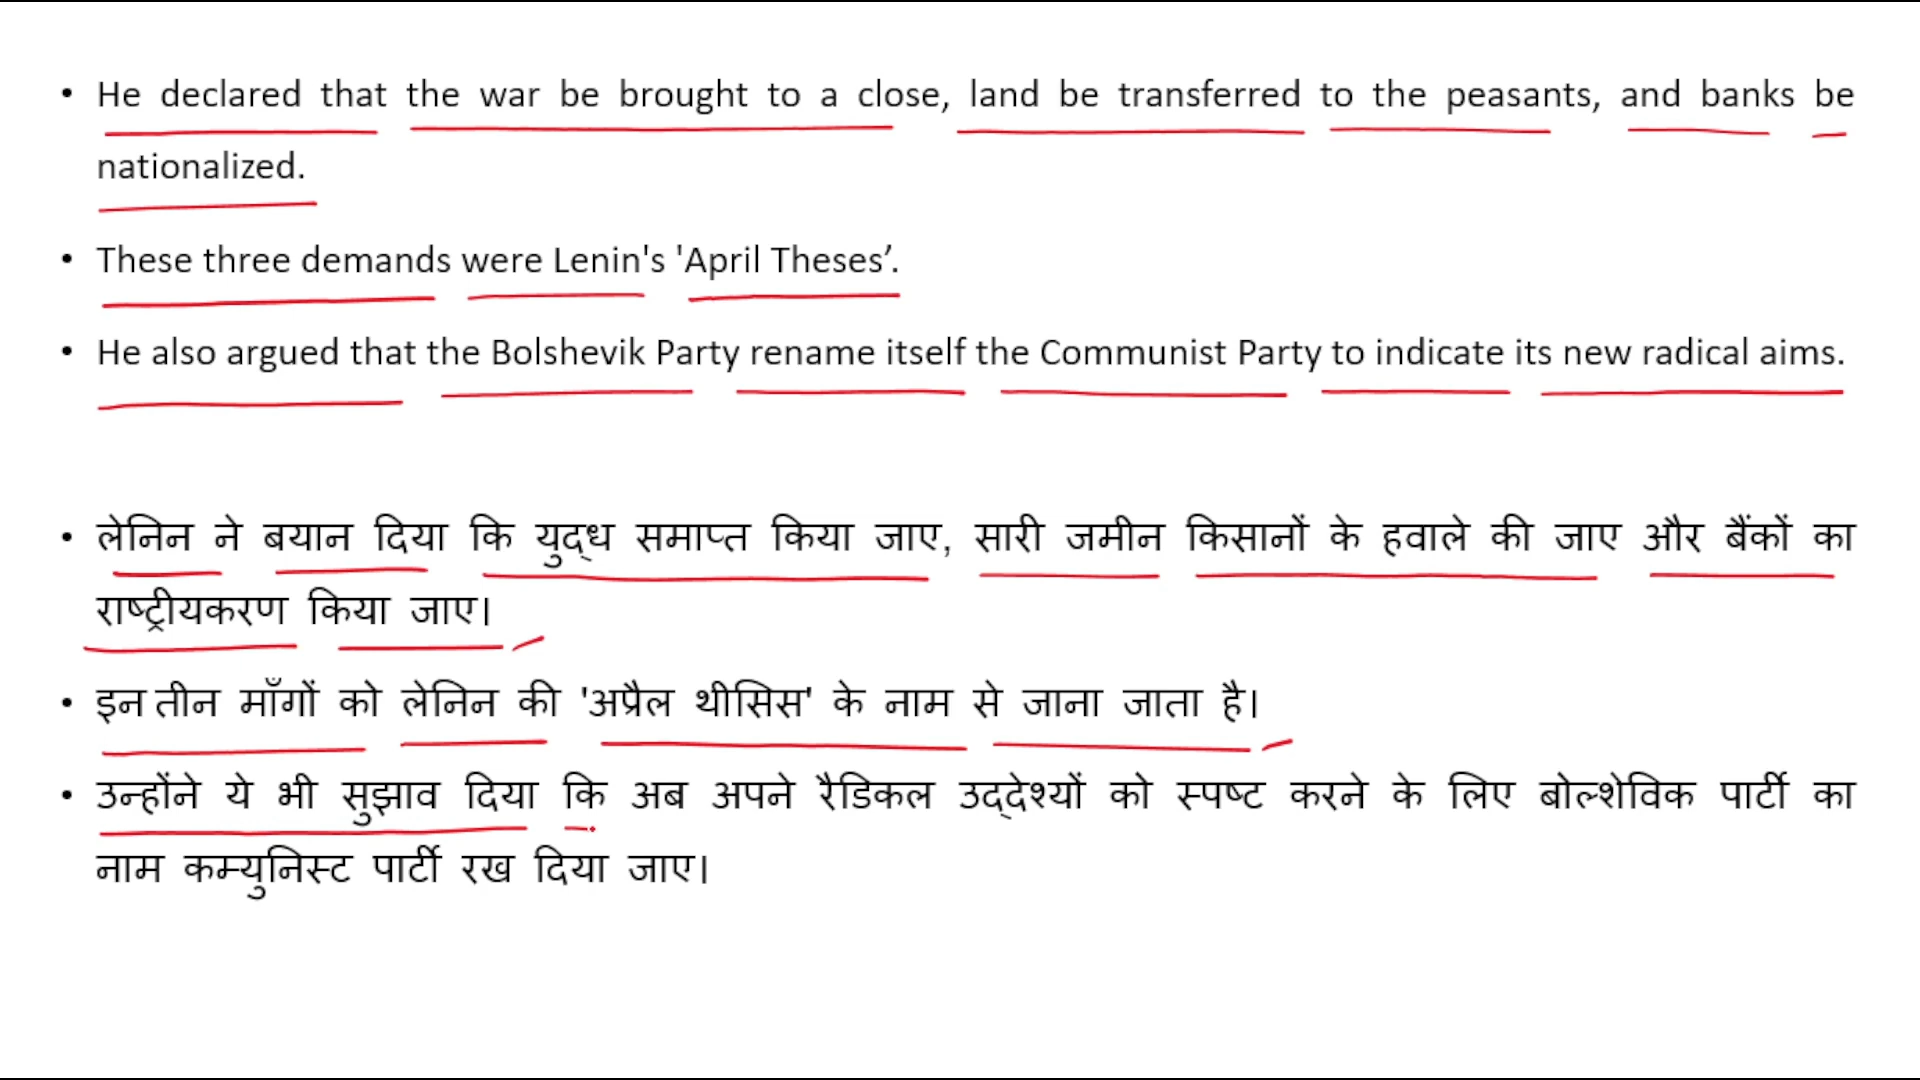 • He declared that the war be brought to a close, land be transferred to the peasants, and banks be
nationalized.
• These three demands were Lenin's 'April Theses’.
• He also argued that the Bolshevik Party rename itself the Communist Party to indicate its new radical aims.
• लेनिन ने बयान दिया कि युद्ध समाप्त किया जाए, सारी जमीन किसानों के हवाले की जाए और बैंकों का
राष्ट्रीयकरण किया जाए।
• इन तीन माँगों को लेनिन की 'अप्रैल थीसिस' के नाम से जाना जाता है।
• उन्होंने ये भी सुझाव दिया कि अब अपने रैडिकल उद्देश्यों को स्पष्ट करने के लिए बोल्शेविक पार्टी का
नाम कम्युनिस्ट पार्टी रख दिया जाए।